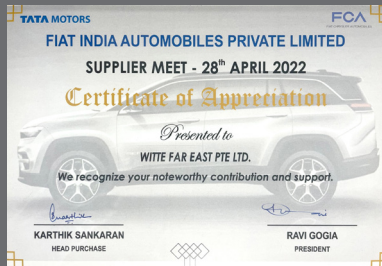 TATA MOTORS
FCA
FIAT INDIA AUTOMOBILES PRIVATE LIMITED
SUPPLIER MEET - 28th APRIL 2022
Certificate of Appreciation
Presented to
WITTE FAR EAST PTE LTD.
We recognize your noteworthy contribution and support.
KARTHIK SANKARAN
HEAD PURCHASE
RAVI GOGIA
PRESIDENT